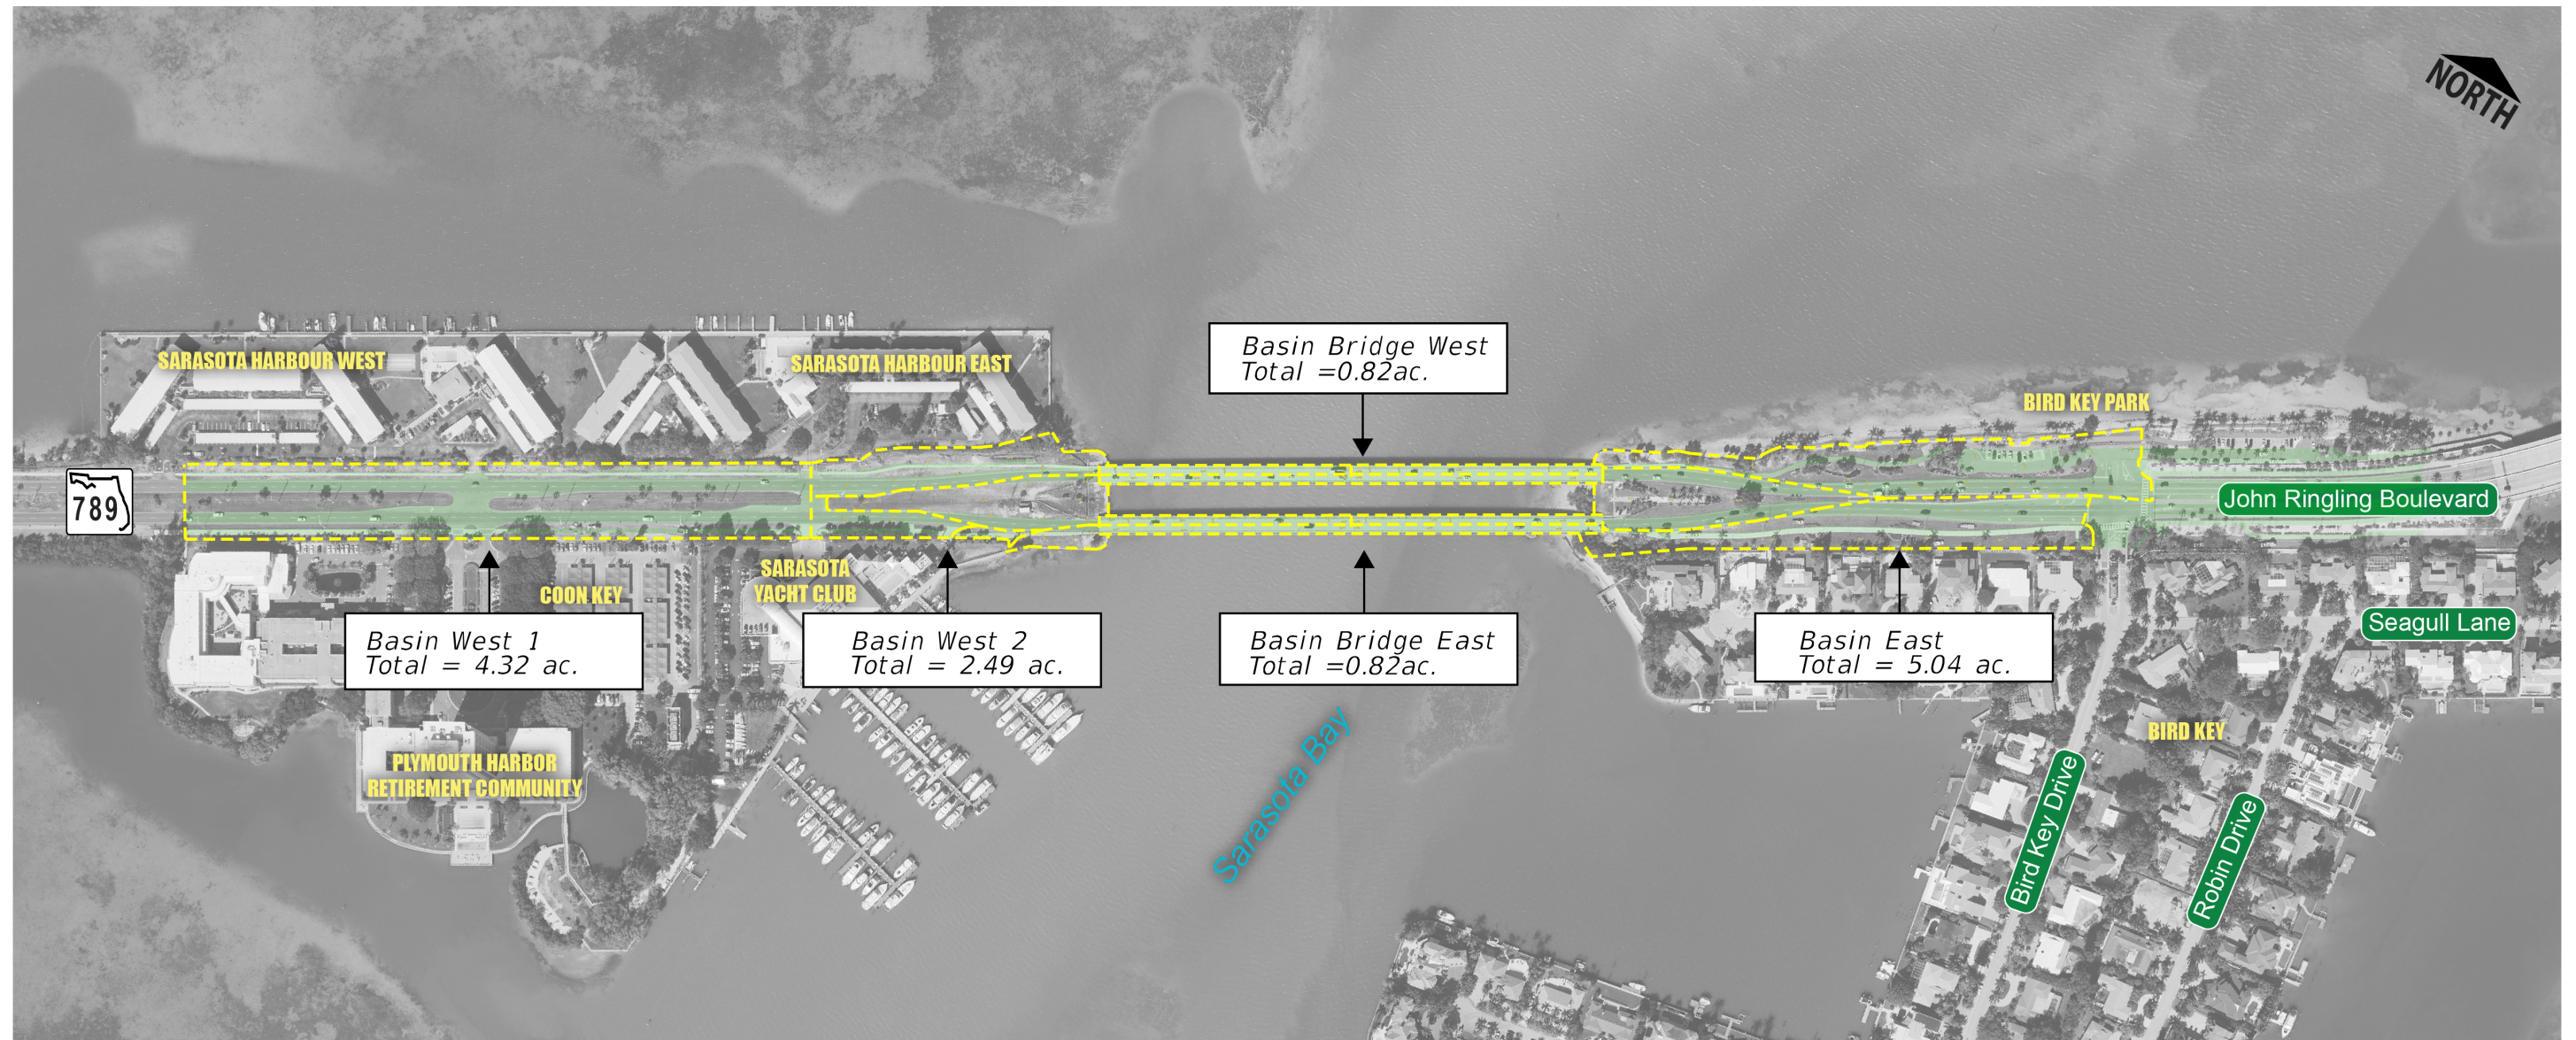 NORTH
Basin Bridge West
Total =0.82ac.
SARASOTA HARBOUR WEST
SARASOTA HARBOUR EAST
BIRD KEY PARK
789
John Ringling Boulevard
SARASOTA
YACHT CLUB
COON KEY
Seagull Lane
Basin West 1
Total = 4.32 ac.
Basin West 2
Total = 2.49 ac.
Basin Bridge East
Total =0.82ac.
Basin East
Total = 5.04 ac.
BIRD KEY
PLYMOUTH HARBOR
RETIREMENT COMMUNITY
Sarasota Bay
Bird Key Drive
Robin Drive